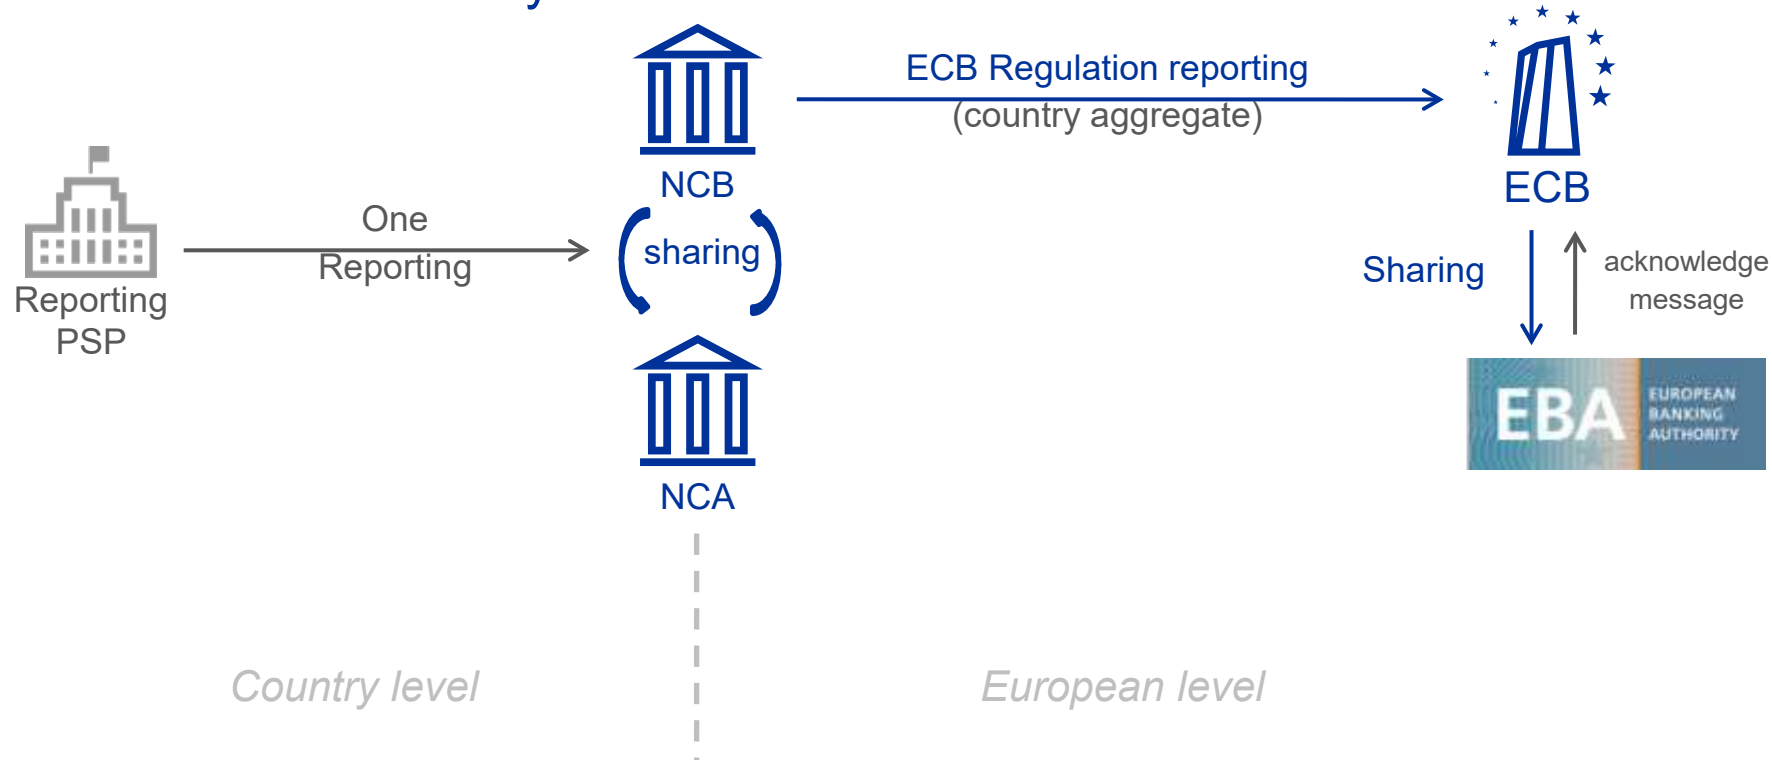 ECB Regulation reporting
(country aggregate)
NCB
ECB
One
Reporting
sharing
Sharing
acknowledge
message
Reporting
PSP
EBA
EUROPEAN
BANKING
AUTHORITY
NCA
Country level
European level